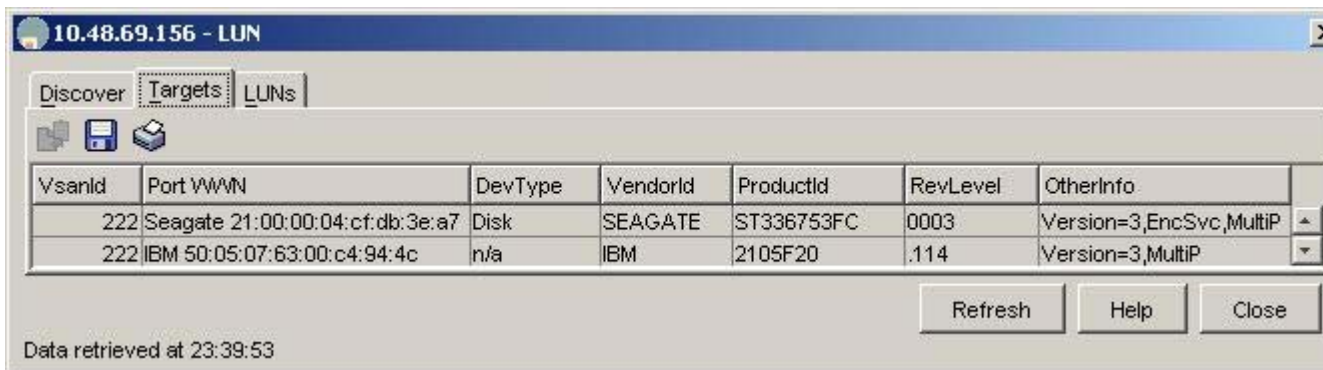 10.48.69.156 - LUN
Discover Targets LUNs
VsanId Port WWN DevType VendorId ProductId RevLevel OtherInfo
222 Seagate 21:00:00:04:cf:db:3e:a7 Disk SEAGATE ST336753FC 0003 Version=3,EncSvc,MultiP
222 IBM 50:05:07:63:00:c4:94:4c n/a IBM 2105F20 .114 Version=3,MultiP
Refresh Help Close
Data retrieved at 23:39:53